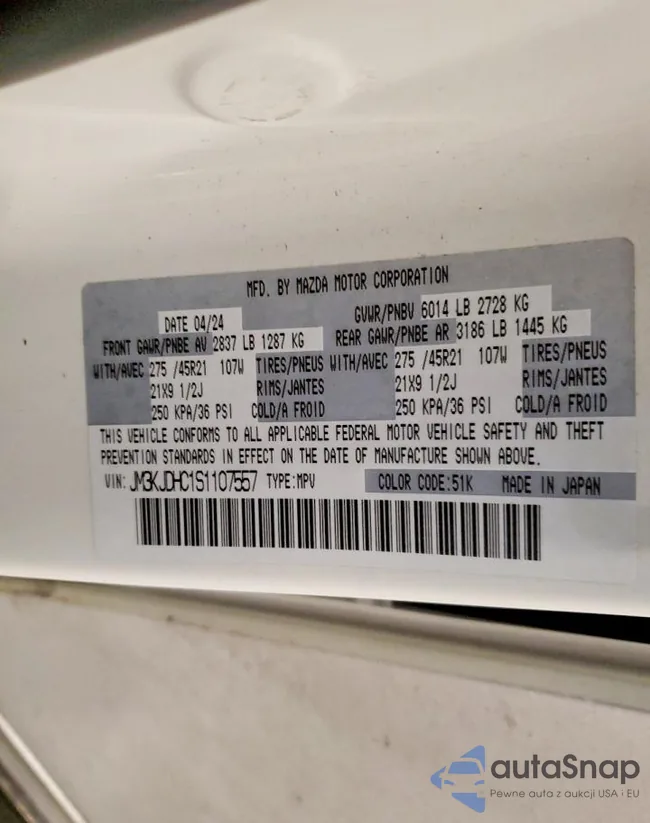 MFD. BY MAZDA MOTOR CORPORATION
DATE 04/24 GVWR/PNBV 6014 LB 2728 KG
FRONT GAWR/PNBE AV 2837 LB 1287 KG REAR GAWR/PNBE AR 3186 LB 1445 KG
WITH/AVEC 275 /45R21 107W TIRES/PNEUS WITH/AVEC 275 /45R21 107W TIRES/PNEUS
21X9 1/2J RIMS/JANTES 21X9 1/2J RIMS/JANTES
250 KPA/36 PSI COLD/A FROID 250 KPA/36 PSI COLD/A FROID
THIS VEHICLE CONFORMS TO ALL APPLICABLE FEDERAL MOTOR VEHICLE SAFETY AND THEFT
PREVENTION STANDARDS IN EFFECT ON THE DATE OF MANUFACTURE SHOWN ABOVE.
VIN: JM3KJDHC1S1107557 TYPE:MPV COLOR CODE:51K MADE IN JAPAN
autaSnap
Pewne auta z aukcji USA i EU